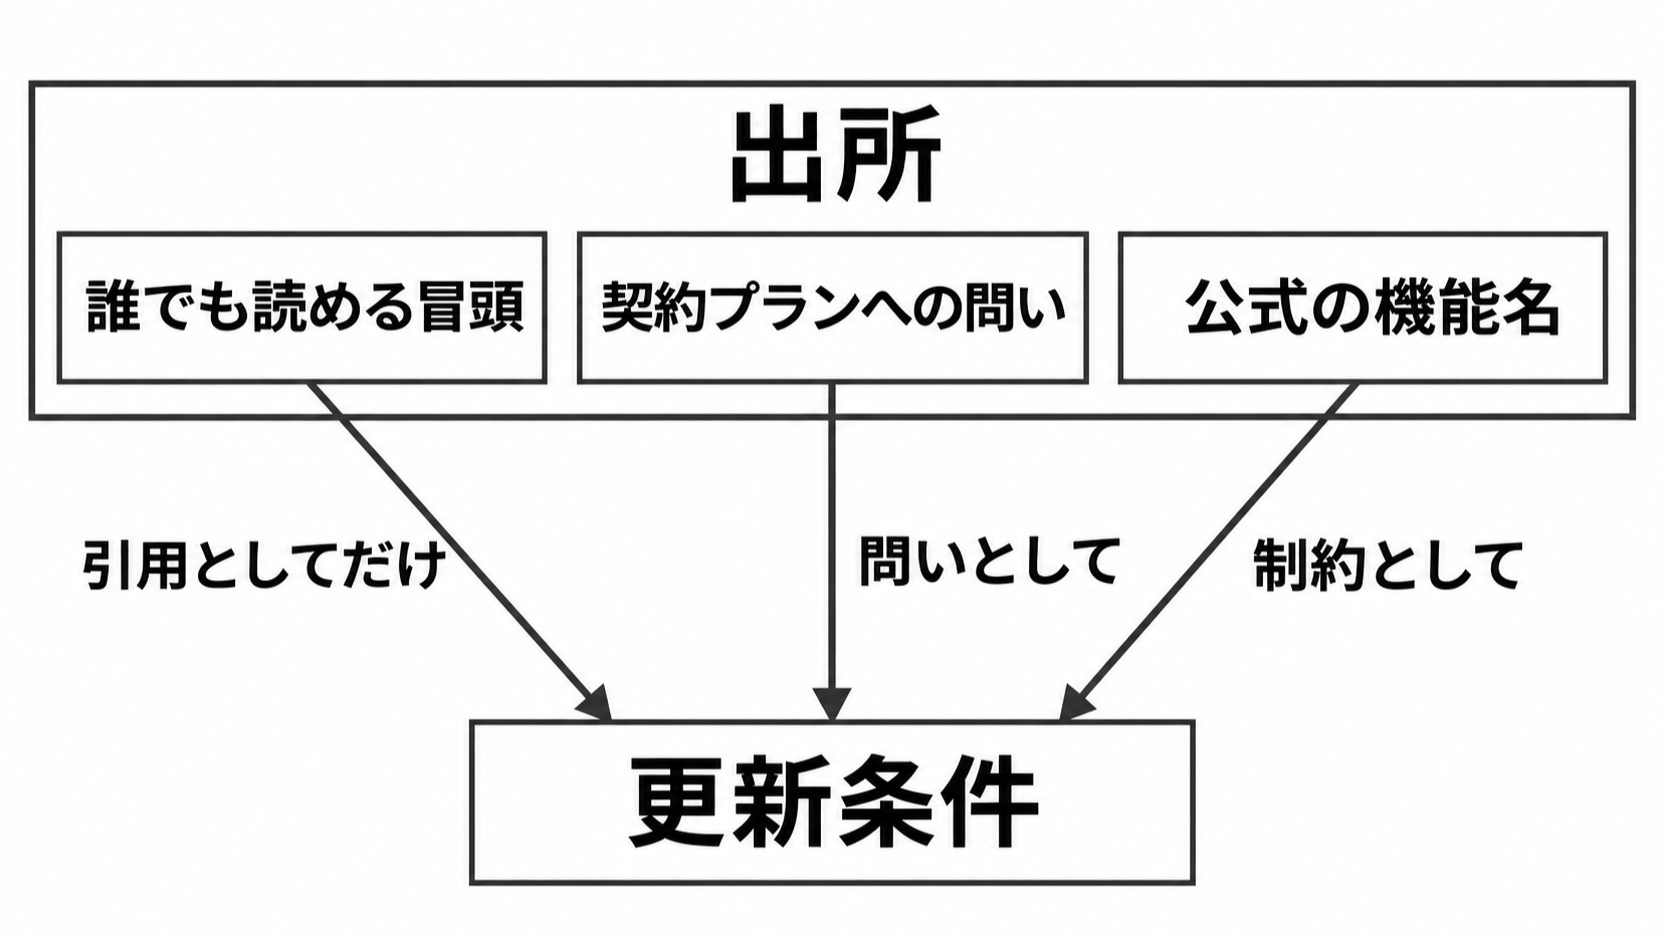 出所
誰でも読める冒頭
契約プランへの問い
公式の機能名
引用としてだけ
問いとして
制約として
更新条件